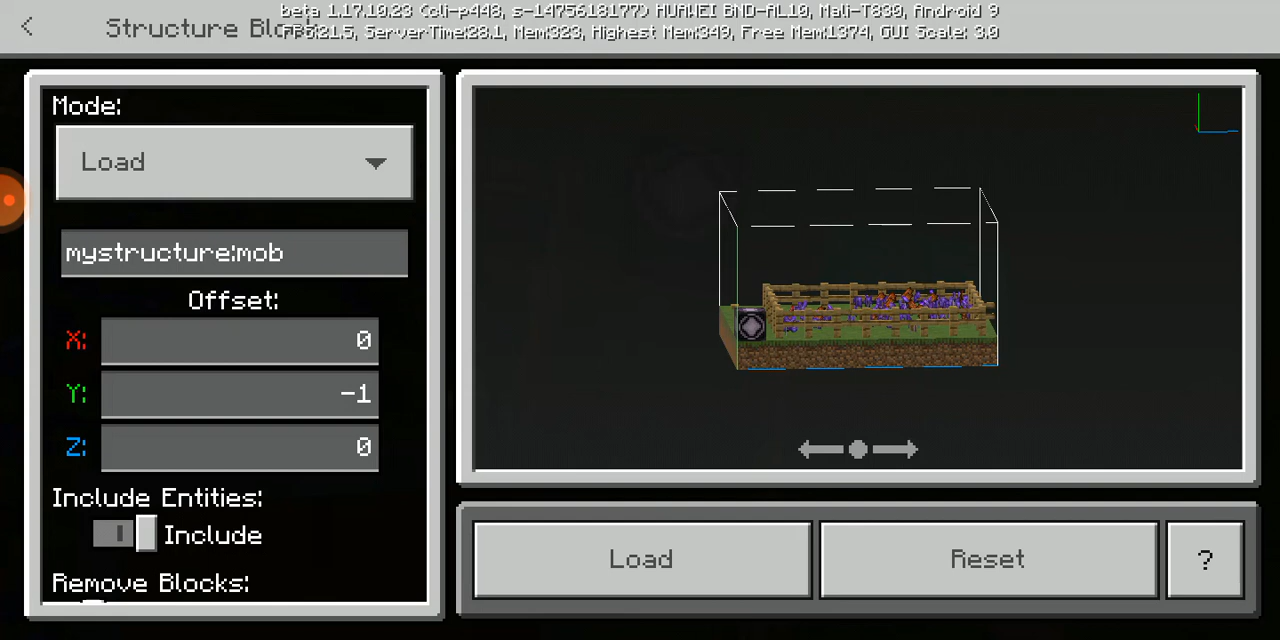 beta 1.17.10.23 (cli-p448, s-1475618177) HUAWEI BND-AL10, Mali-T830, Android 9
FPS:21.5, ServerTime:28.1, Mem:323, Highest Mem:349, Free Mem:1374, GUI Scale: 3.0
Structure Block
Mode:
Load
mystructure:mob
Offset:
X: 0
Y: -1
Z: 0
Include Entities:
Include
Remove Blocks:
Load
Reset
?